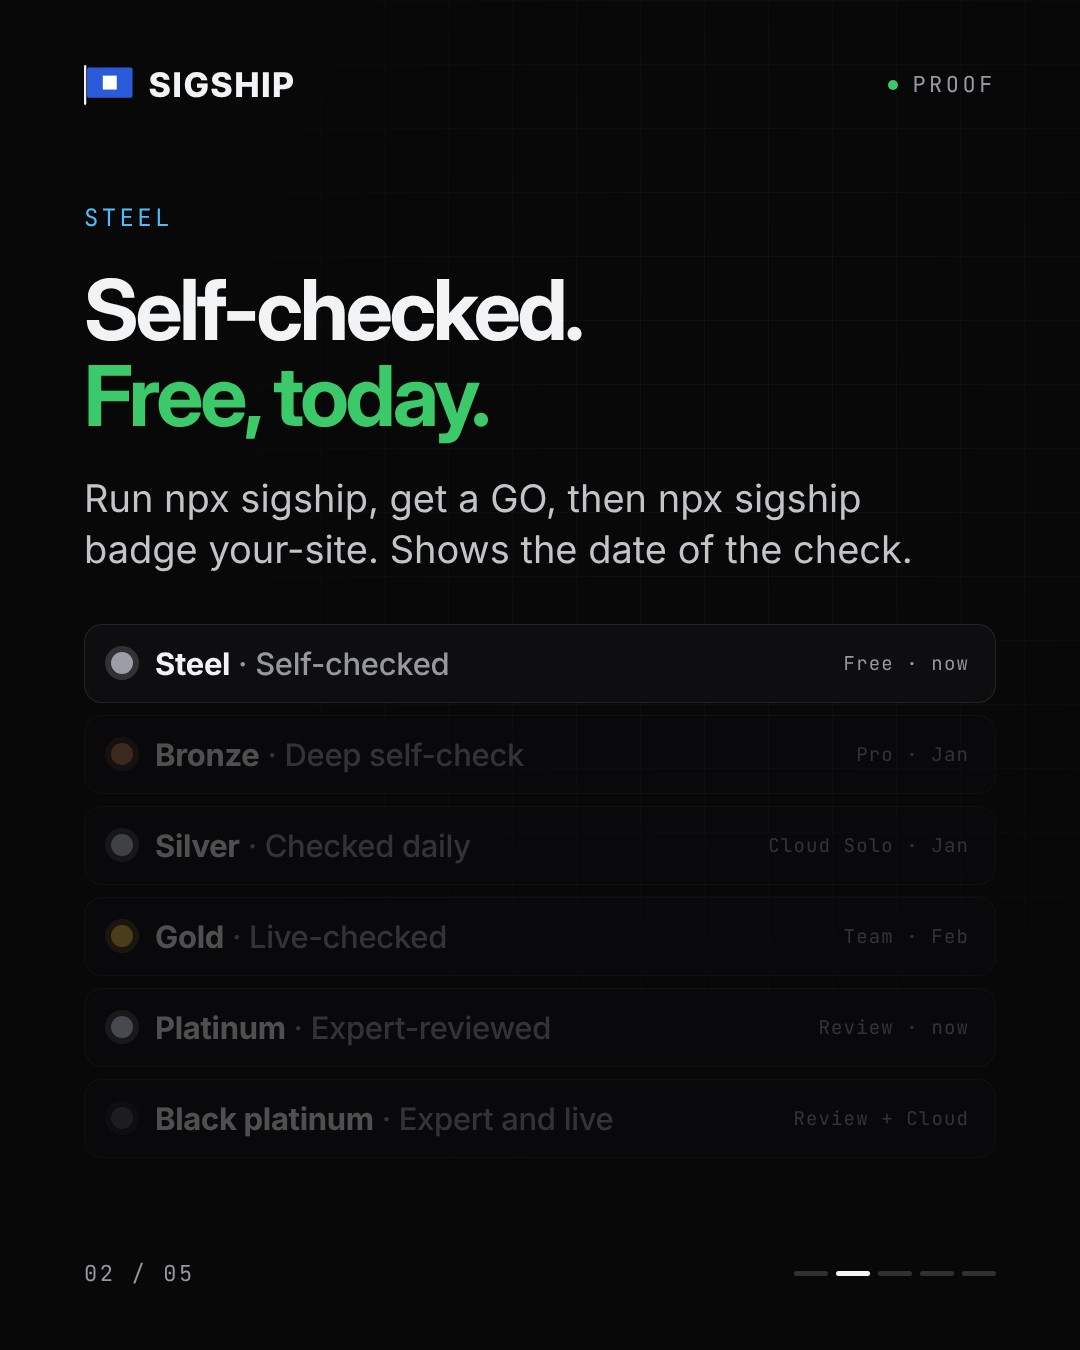 SIGSHIP
PROOF
STEEL
Self-checked.
Free, today.
Run npx sigship, get a GO, then npx sigship
badge your-site. Shows the date of the check.
Steel · Self-checked Free · now
Bronze · Deep self-check Pro · Jan
Silver · Checked daily Cloud Solo · Jan
Gold · Live-checked Team · Feb
Platinum · Expert-reviewed Review · now
Black platinum · Expert and live Review + Cloud
02 / 05